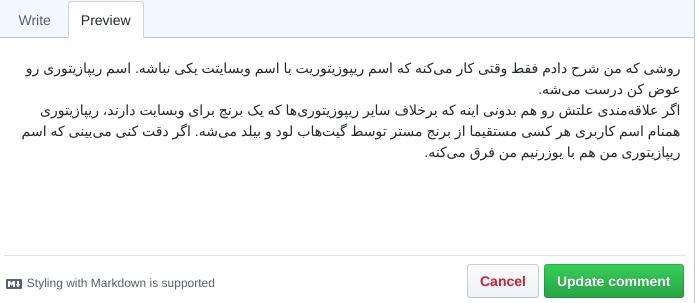 Write
Preview
روشی که من شرح دادم فقط وقتی کار می‌کنه که اسم ریپوزیتوریت با اسم وبسایتت یکی نباشه. اسم ریپازیتوری رو
عوض کن درست می‌شه.
اگر علاقه‌مندی علتش رو هم بدونی اینه که برخلاف سایر ریپوزیتوری‌ها که یک برنچ برای وبسایت دارند، ریپازیتوری
همنام اسم کاربری هر کسی مستقیما از برنچ مستر توسط گیت‌هاب لود و بیلد می‌شه. اگر دقت کنی می‌بینی که اسم
ریپازیتوری من هم با یوزرنیم من فرق می‌کنه.
Styling with Markdown is supported
Cancel
Update comment